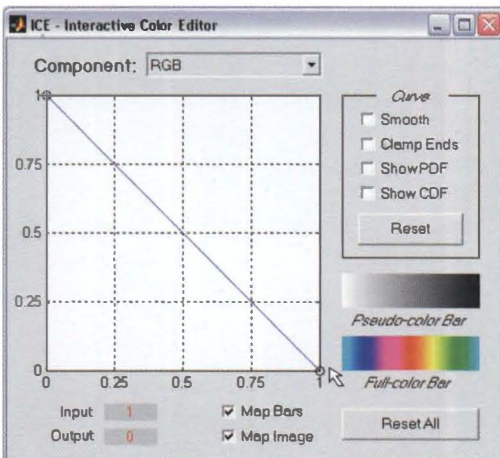 ICE - Interactive Color Editor
Component: RGB
Curve
Smooth
Clamp Ends
Show PDF
Show CDF
Reset
1
0.75
0.5
0.25
0
0
0.25
0.5
0.75
1
Pseudo-color Bar
Full-color Bar
Input 1
Output 0
Map Bars
Map Image
Reset All